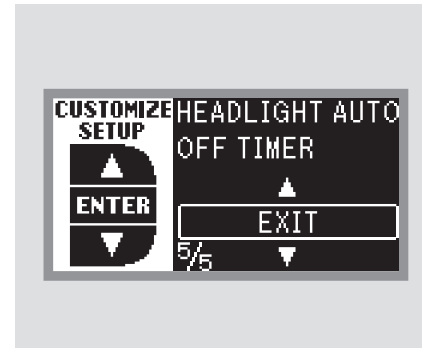 CUSTOMIZE
SETUP
ENTER
HEADLIGHT AUTO
OFF TIMER
EXIT
5/5